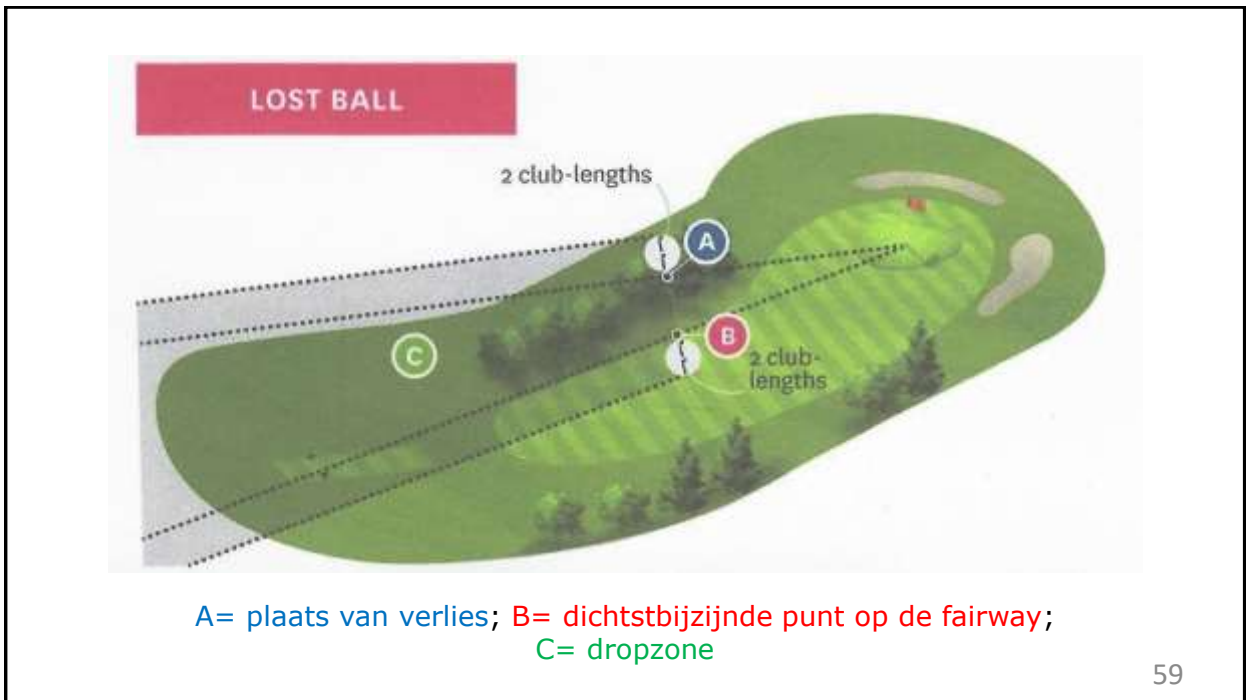 LOST BALL
2 club-lengths
A
B
C
2 club-
lengths
A= plaats van verlies; B= dichtstbijzijnde punt op de fairway;
C= dropzone
59